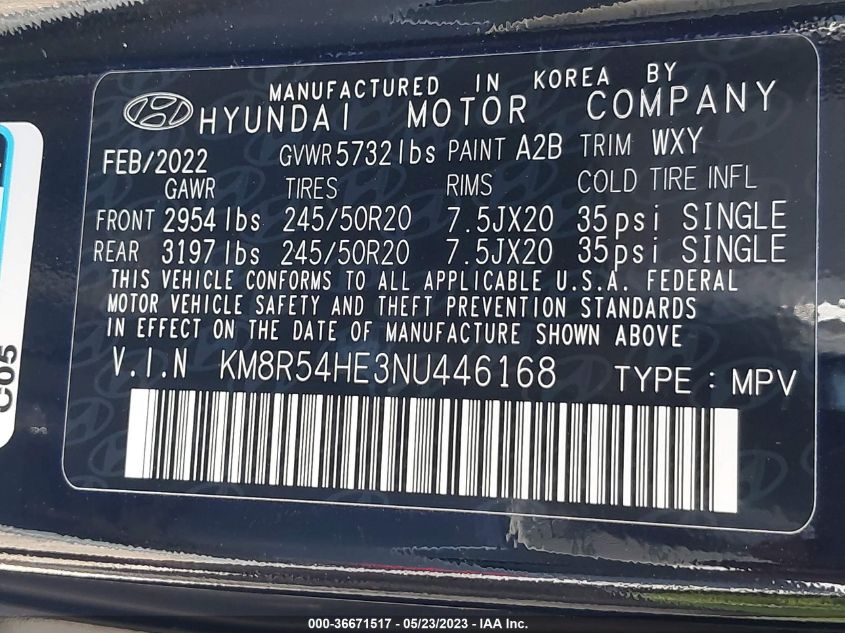 MANUFACTURED IN KOREA BY
HYUNDAI MOTOR COMPANY
FEB/2022 GVWR 5732 lbs PAINT A2B TRIM WXY
GAWR TIRES RIMS COLD TIRE INFL
FRONT 2954 lbs 245/50R20 7.5JX20 35psi SINGLE
REAR 3197 lbs 245/50R20 7.5JX20 35psi SINGLE
THIS VEHICLE CONFORMS TO ALL APPLICABLE U.S.A. FEDERAL
MOTOR VEHICLE SAFETY AND THEFT PREVENTION STANDARDS
IN EFFECT ON THE DATE OF MANUFACTURE SHOWN ABOVE
V.I.N KM8R54HE3NU446168 TYPE : MPV
C05
000-36671517 - 05/23/2023 - IAA Inc.